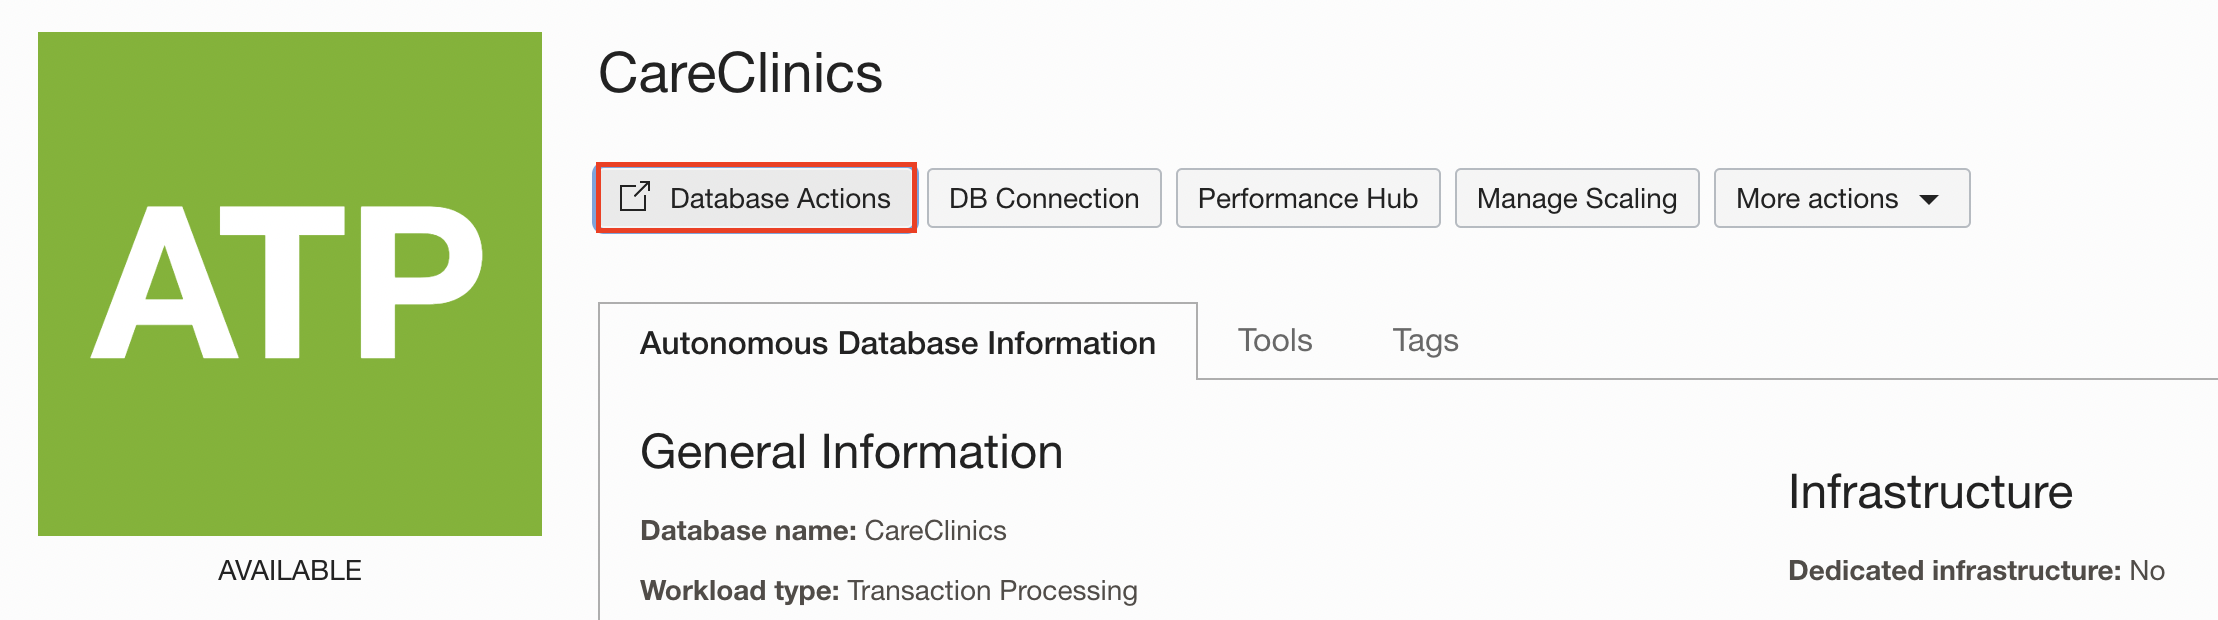 ATP
AVAILABLE
CareClinics
Database Actions
DB Connection
Performance Hub
Manage Scaling
More actions
Autonomous Database Information
Tools
Tags
General Information
Database name: CareClinics
Workload type: Transaction Processing
Infrastructure
Dedicated infrastructure: No